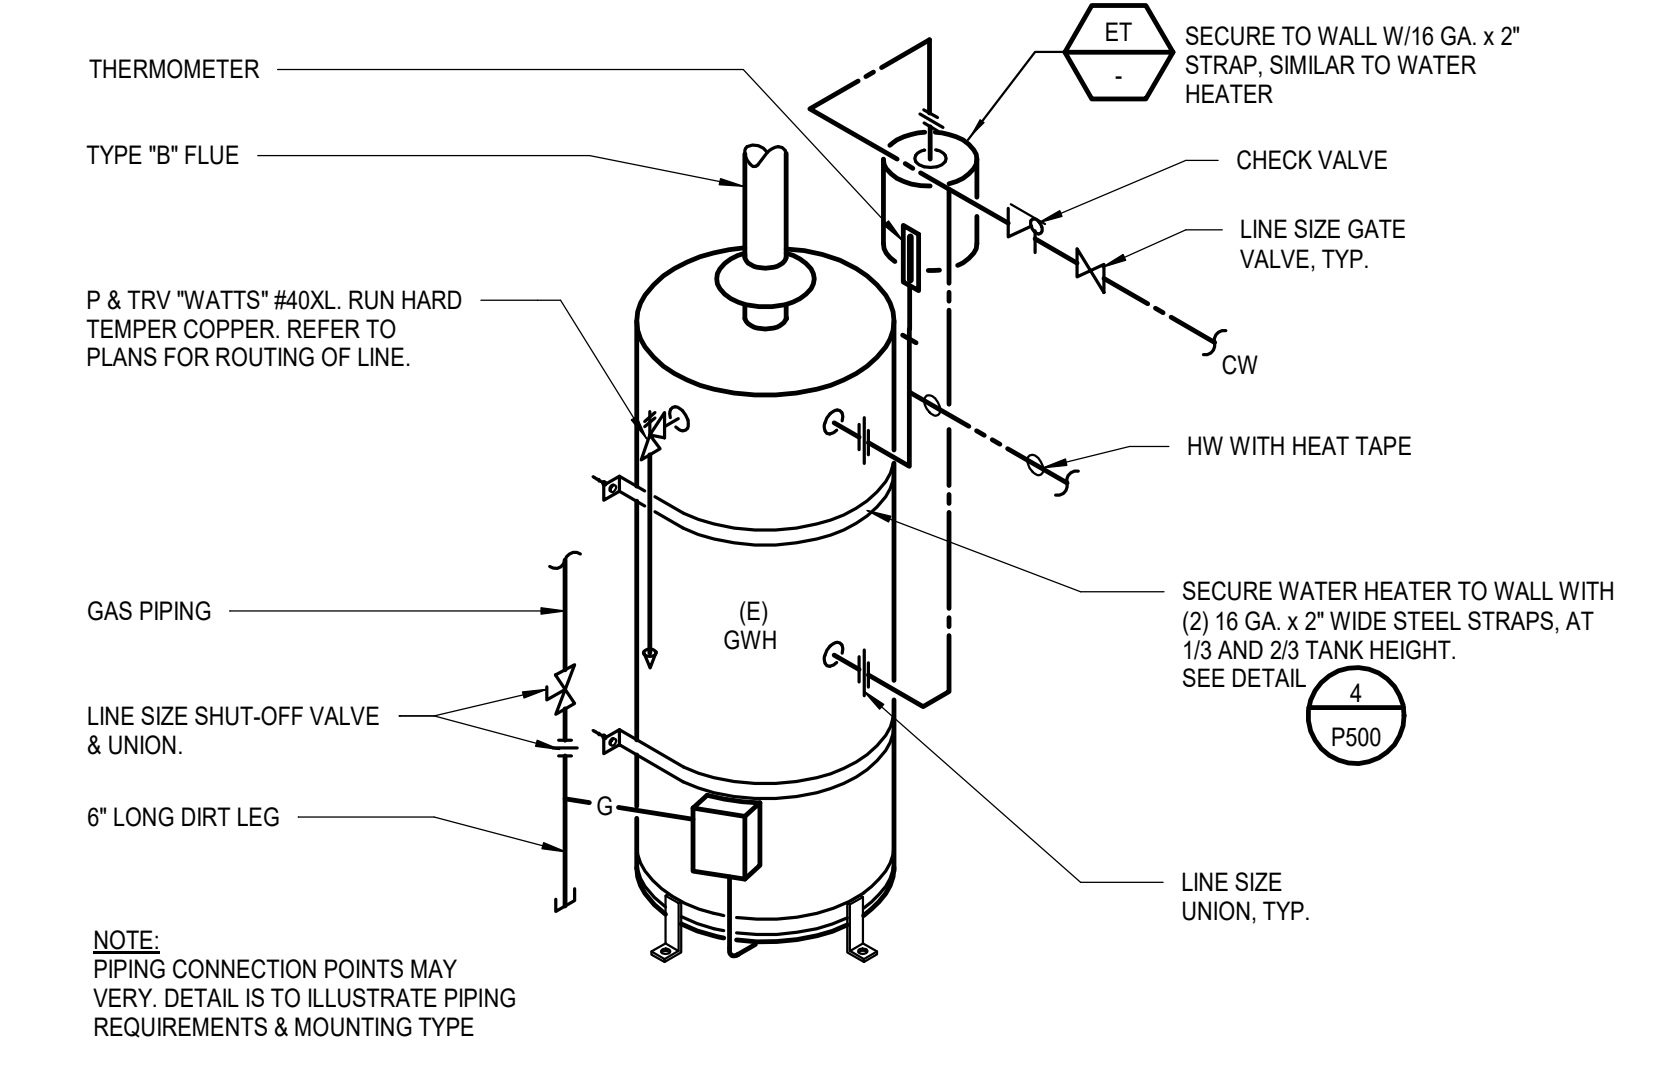 THERMOMETER
TYPE "B" FLUE
P & TRV "WATTS" #40XL. RUN HARD
TEMPER COPPER. REFER TO
PLANS FOR ROUTING OF LINE.
GAS PIPING
LINE SIZE SHUT-OFF VALVE
& UNION.
6" LONG DIRT LEG
G
NOTE:
PIPING CONNECTION POINTS MAY
VERY. DETAIL IS TO ILLUSTRATE PIPING
REQUIREMENTS & MOUNTING TYPE
(E)
GWH
ET
-
SECURE TO WALL W/16 GA. x 2"
STRAP, SIMILAR TO WATER
HEATER
CHECK VALVE
LINE SIZE GATE
VALVE, TYP.
CW
HW WITH HEAT TAPE
SECURE WATER HEATER TO WALL WITH
(2) 16 GA. x 2" WIDE STEEL STRAPS, AT
1/3 AND 2/3 TANK HEIGHT.
SEE DETAIL
4
P500
LINE SIZE
UNION, TYP.